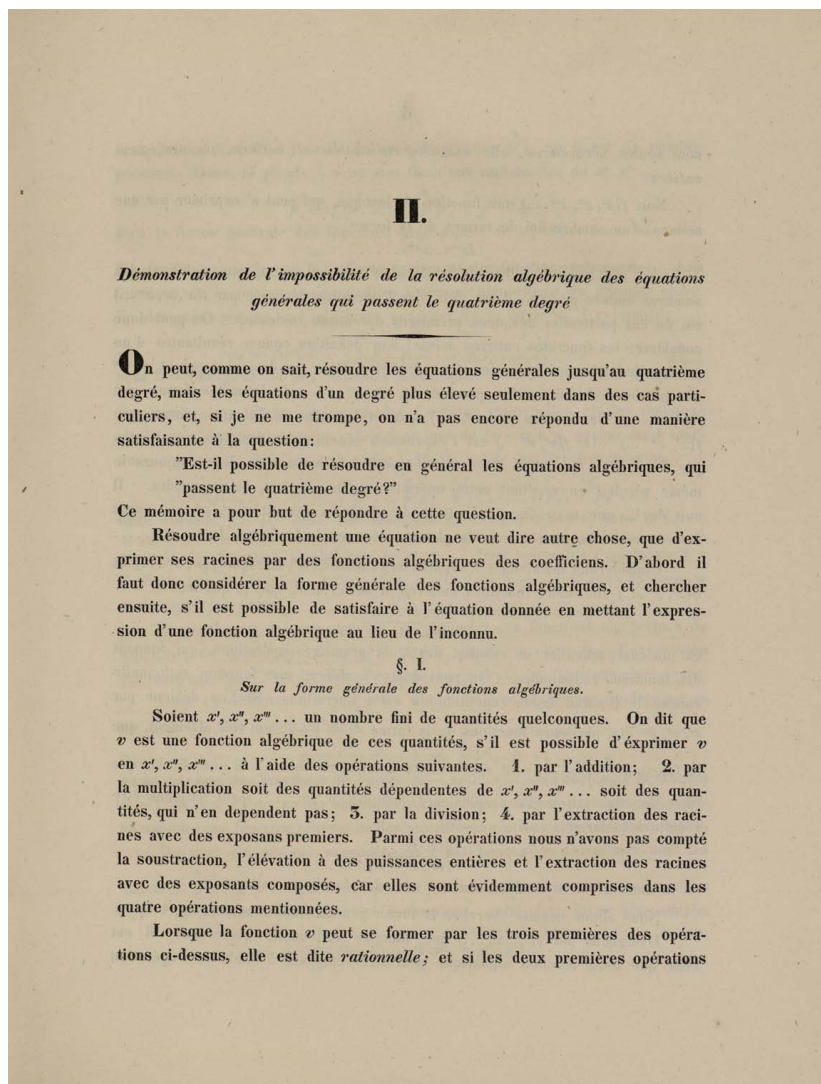 II.
Démonstration de l'impossibilité de la résolution algébrique des équations
générales qui passent le quatrième degré
On peut, comme on sait, résoudre les équations générales jusqu'au quatrième
degré, mais les équations d'un degré plus élevé seulement dans des cas parti-
culiers, et, si je ne me trompe, on n'a pas encore répondu d'une manière
satisfaisante à la question:
"Est-il possible de résoudre en général les équations algébriques, qui
"passent le quatrième degré?"
Ce mémoire a pour but de répondre à cette question.
Résoudre algébriquement une équation ne veut dire autre chose, que d'ex-
primer ses racines par des fonctions algébriques des coefficiens. D'abord il
faut donc considérer la forme générale des fonctions algébriques, et chercher
ensuite, s'il est possible de satisfaire à l'équation donnée en mettant l'expres-
sion d'une fonction algébrique au lieu de l'inconnu.
§. I.
Sur la forme générale des fonctions algébriques.
Soient x', x'', x''' ... un nombre fini de quantités quelconques. On dit que
v est une fonction algébrique de ces quantités, s'il est possible d'éxprimer v
en x', x'', x''' ... à l'aide des opérations suivantes. 1. par l'addition; 2. par
la multiplication soit des quantités dépendentes de x', x'', x''' ... soit des quan-
tités, qui n'en dependent pas; 3. par la division; 4. par l'extraction des raci-
nes avec des exposans premiers. Parmi ces opérations nous n'avons pas compté
la soustraction, l'élévation à des puissances entières et l'extraction des racines
avec des exposants composés, car elles sont évidemment comprises dans les
quatre opérations mentionnées.
Lorsque la fonction v peut se former par les trois premières des opéra-
tions ci-dessus, elle est dite rationnelle; et si les deux premières opérations